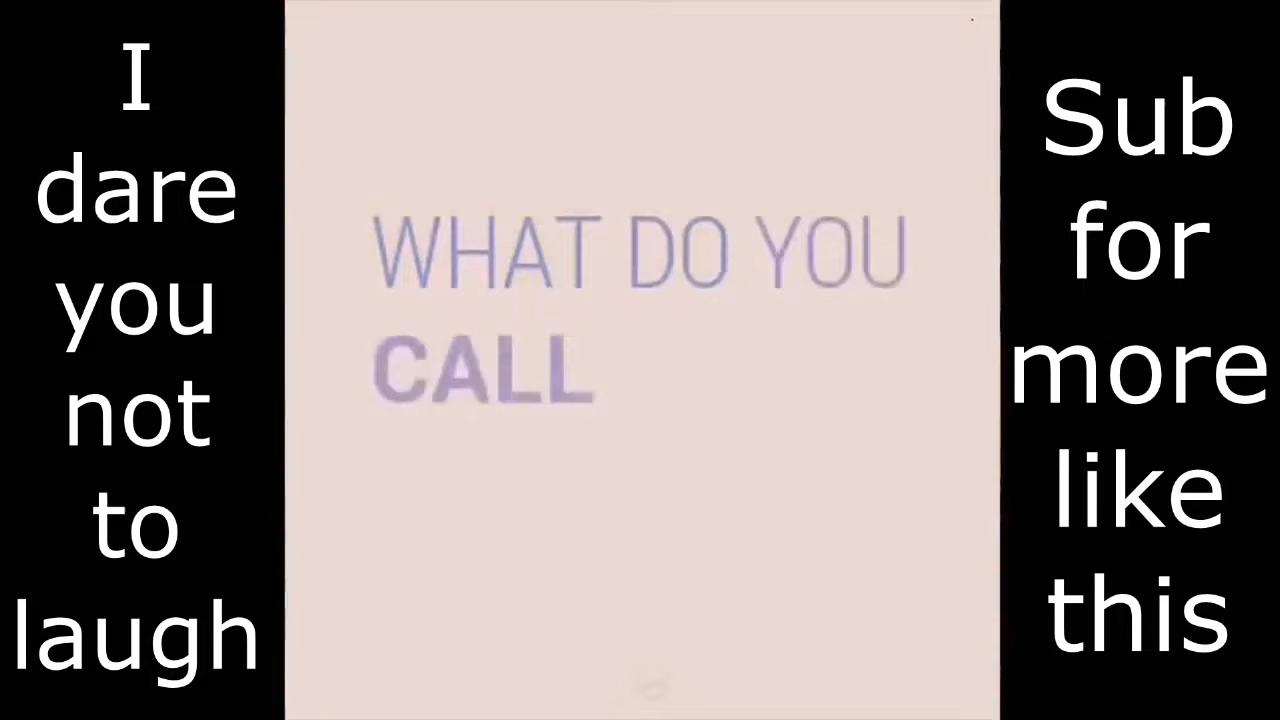 I
dare
you
not
to
laugh
WHAT DO YOU
CALL
Sub
for
more
like
this